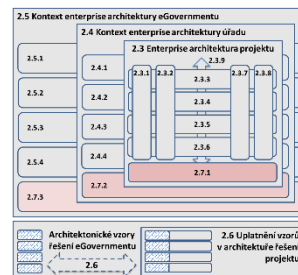 2.5 Kontext enterprise architektury eGovernmentu
2.4 Kontext enterprise architektury úřadu
2.3 Enterprise architektura projektu
2.3.9
2.3.1 2.3.2 2.3.3 2.3.7 2.3.8
2.3.4
2.3.5
2.3.6
2.7.1
2.4.1
2.4.2
2.4.3
2.4.4
2.7.2
2.5.1
2.5.2
2.5.3
2.5.4
2.7.3
Architektonické vzory
řešení eGovernmentu
2.6
2.6 Uplatnění vzorů
v architektuře řešení
projektu